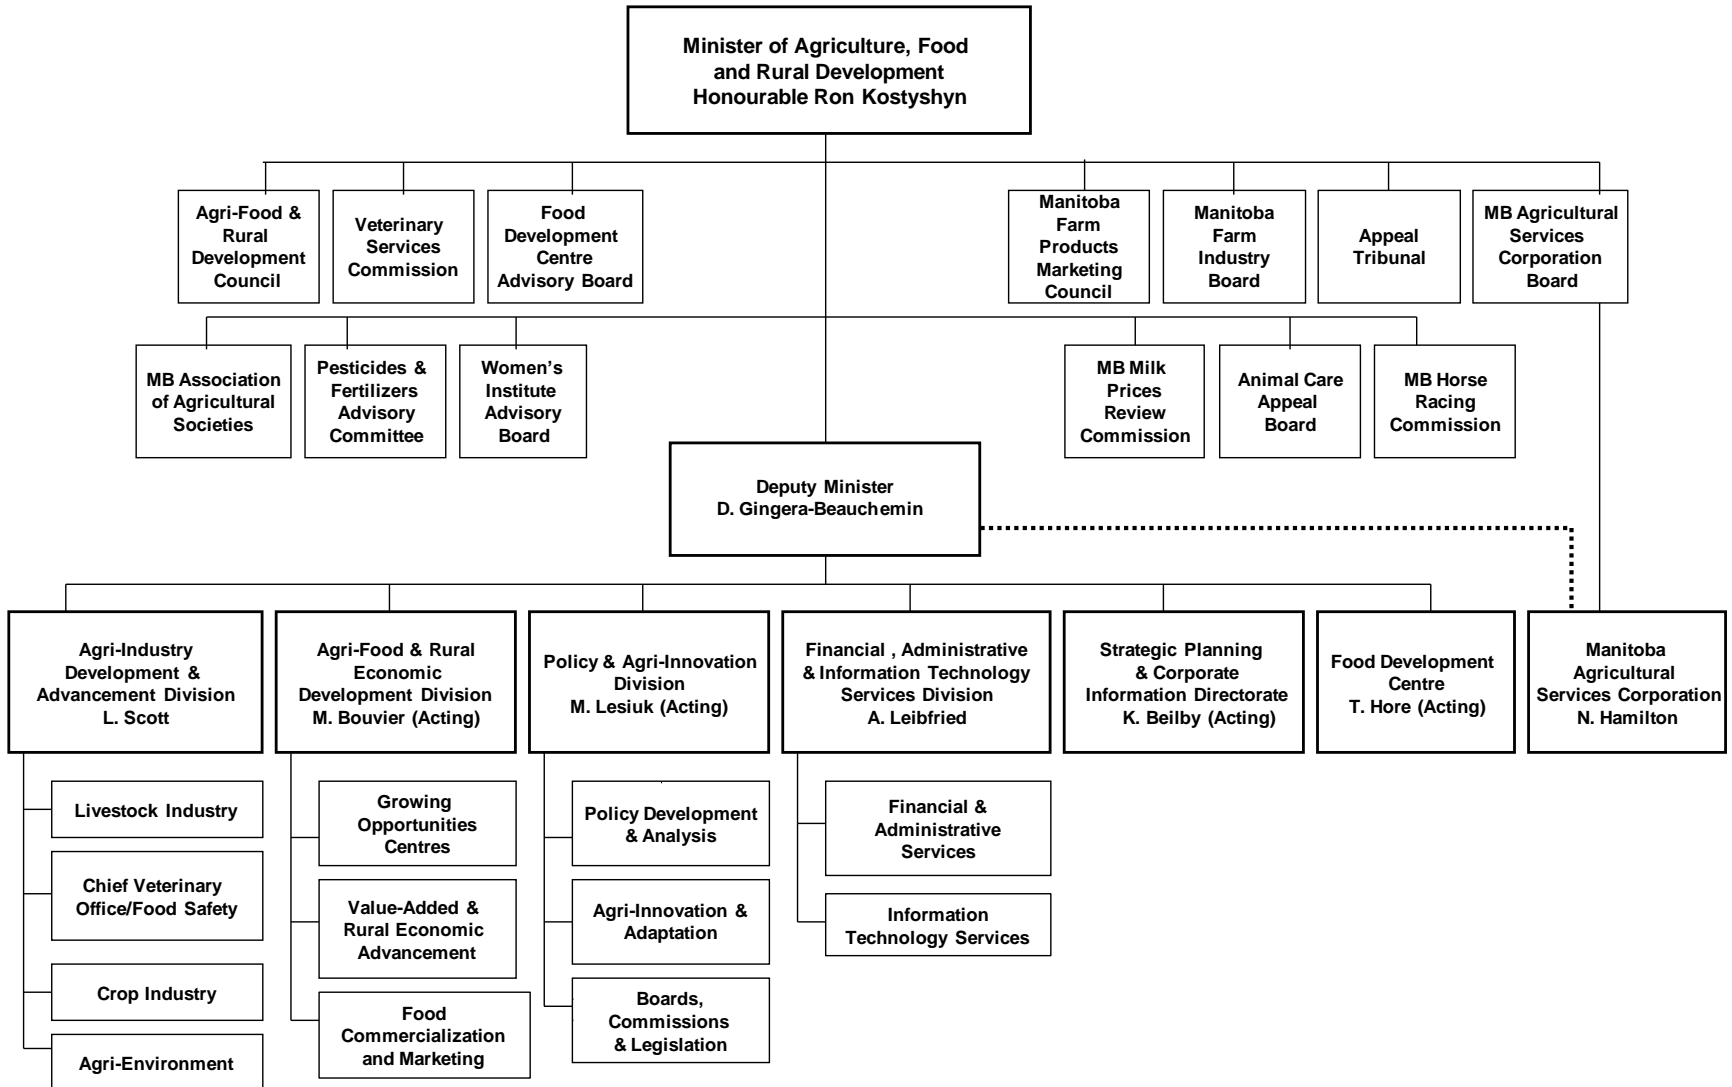 Minister of Agriculture, Food
and Rural Development
Honourable Ron Kostyshyn
Agri-Food &
Rural
Development
Council
Veterinary
Services
Commission
Food
Development
Centre
Advisory Board
Manitoba
Farm
Products
Marketing
Council
Manitoba
Farm
Industry
Board
Appeal
Tribunal
MB Agricultural
Services
Corporation
Board
MB Association
of Agricultural
Societies
Pesticides &
Fertilizers
Advisory
Committee
Women's
Institute
Advisory
Board
MB Milk
Prices
Review
Commission
Animal Care
Appeal
Board
MB Horse
Racing
Commission
Deputy Minister
D. Gingera-Beauchemin
Agri-Industry
Development &
Advancement Division
L. Scott
Agri-Food & Rural
Economic
Development Division
M. Bouvier (Acting)
Policy & Agri-Innovation
Division
M. Lesiuk (Acting)
Financial , Administrative
& Information Technology
Services Division
A. Leibfried
Strategic Planning
& Corporate
Information Directorate
K. Beilby (Acting)
Food Development
Centre
T. Hore (Acting)
Manitoba
Agricultural
Services Corporation
N. Hamilton
Livestock Industry
Chief Veterinary
Office/Food Safety
Crop Industry
Agri-Environment
Growing
Opportunities
Centres
Value-Added &
Rural Economic
Advancement
Food
Commercialization
and Marketing
Policy Development
& Analysis
Agri-Innovation &
Adaptation
Boards,
Commissions
& Legislation
Financial &
Administrative
Services
Information
Technology Services